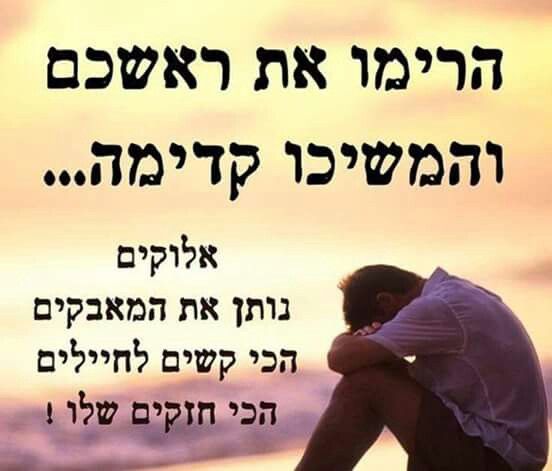 הרימו את ראשכם
והמשיכו קדימה...
אלוקים
נותן את המאבקים
הכי קשים לחיילים
הכי חזקים שלו !